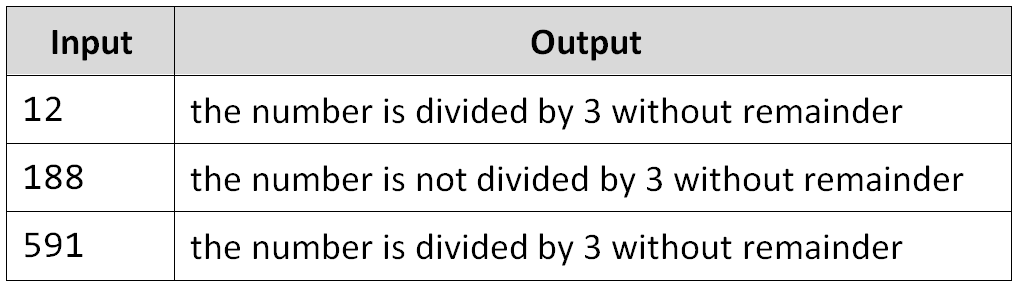 Input Output
12 the number is divided by 3 without remainder
188 the number is not divided by 3 without remainder
591 the number is divided by 3 without remainder